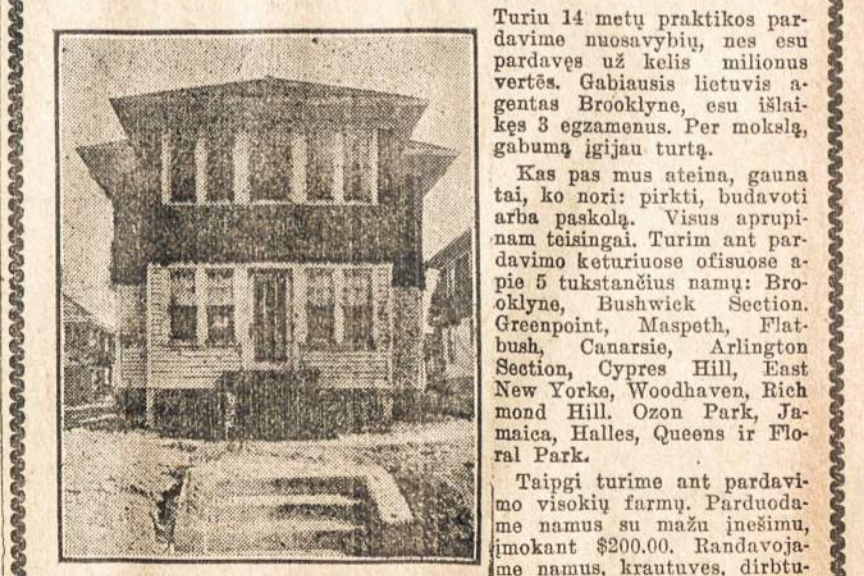 Turiu 14 metų praktikos par-
davime nuosavybių, nes esu
pardavęs už kelis milionus
vertės. Gabiausis lietuvis a-
gentas Brooklyne, esu išlai-
kęs 3 egzamenus. Per mokslą,
gabumą įgijau turtą.
Kas pas mus ateina, gauna
tai, ko nori: pirkti, budavoti
arba paskolą. Visus aprupi-
nam teisingai. Turim ant par-
davimo keturiuose ofisuose a-
pie 5 tukstančius namų: Bro-
oklyne, Bushwick Section.
Greenpoint, Maspeth, Flat-
bush, Canarsie, Arlington
Section, Cypres Hill, East
New Yorke, Woodhaven, Rich
mond Hill. Ozon Park, Ja-
maica, Halles, Queens ir Flo-
ral Park.
Taipgi turime ant pardavi-
mo visokių farmų. Parduoda-
me namus su mažu įnešimu,
įmokant $200.00. Randavoja-
me namus, krautuves, dirbtu-